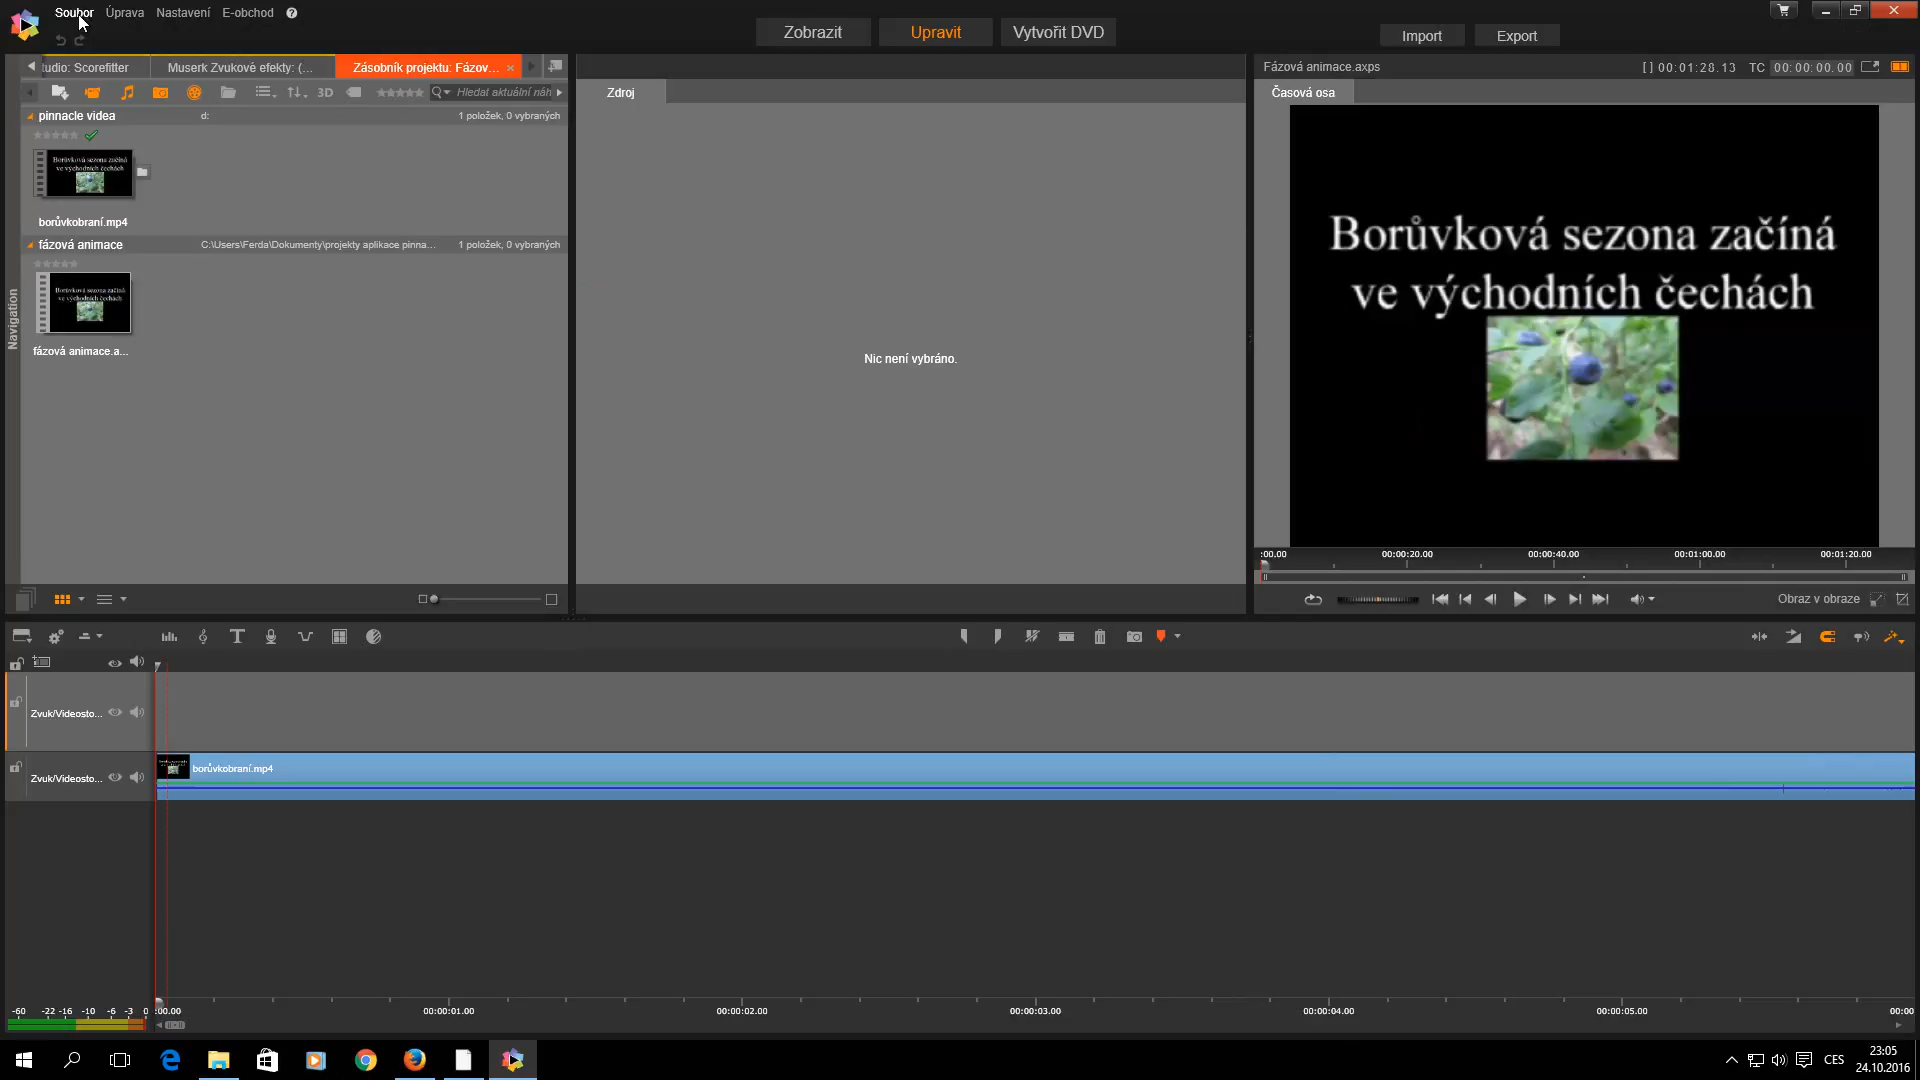 Soubor Úprava Nastavení E-obchod
Zobrazit Upravit Vytvořit DVD
Import Export
tudio: Scorefitter Muserk Zvukové efekty: (... Zásobník projektu: Fázov... ×
3D Hledat aktuální náh
pinnacle videa d: 1 položek, 0 vybraných
borůvkobraní.mp4
fázová animace C:\Users\Ferda\Dokumenty\projekty aplikace pinna... 1 položek, 0 vybraných
fázová animace.a...
Navigation
Zdroj
Nic není vybráno.
Fázová animace.axps [ ] 00:01:28.13 TC 00:00:00.00
Časová osa
Borůvková sezona začíná
ve východních čechách
:00.00 00:00:20.00 00:00:40.00 00:01:00.00 00:01:20.00
Obraz v obraze
Zvuk/Videosto...
Zvuk/Videosto... borůvkobraní.mp4
-60 -22 -16 -10 -6 -3 0 :00.00 00:00:01.00 00:00:02.00 00:00:03.00 00:00:04.00 00:00:05.00 00:00
CES
23:05
24.10.2016